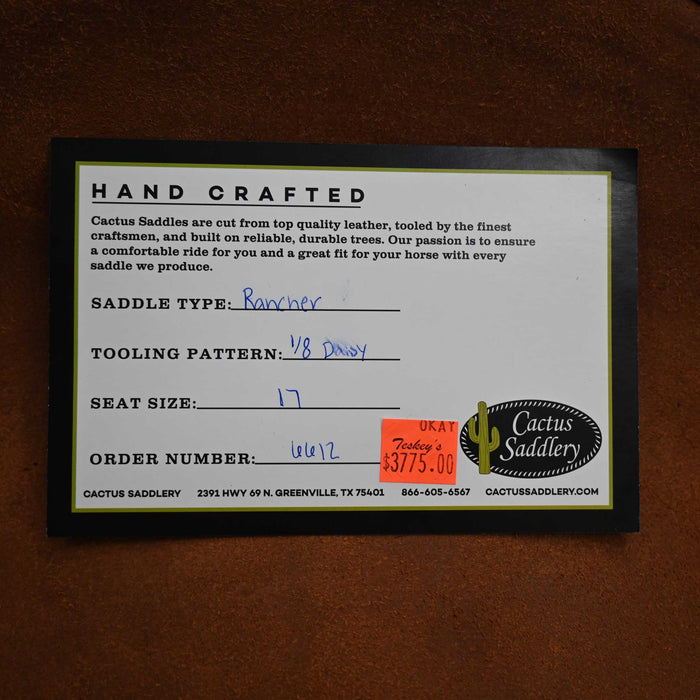 HAND CRAFTED
Cactus Saddles are cut from top quality leather, tooled by the finest
craftsmen, and built on reliable, durable trees. Our passion is to ensure
a comfortable ride for you and a great fit for your horse with every
saddle we produce.
SADDLE TYPE: Rancher
TOOLING PATTERN: 1/8 Daisy
SEAT SIZE: 17
ORDER NUMBER: 6612
OKAY
Teskey's
$3775.00
Cactus
Saddlery
CACTUS SADDLERY 2391 HWY 69 N. GREENVILLE, TX 75401 866-605-6567 CACTUSSADDLERY.COM